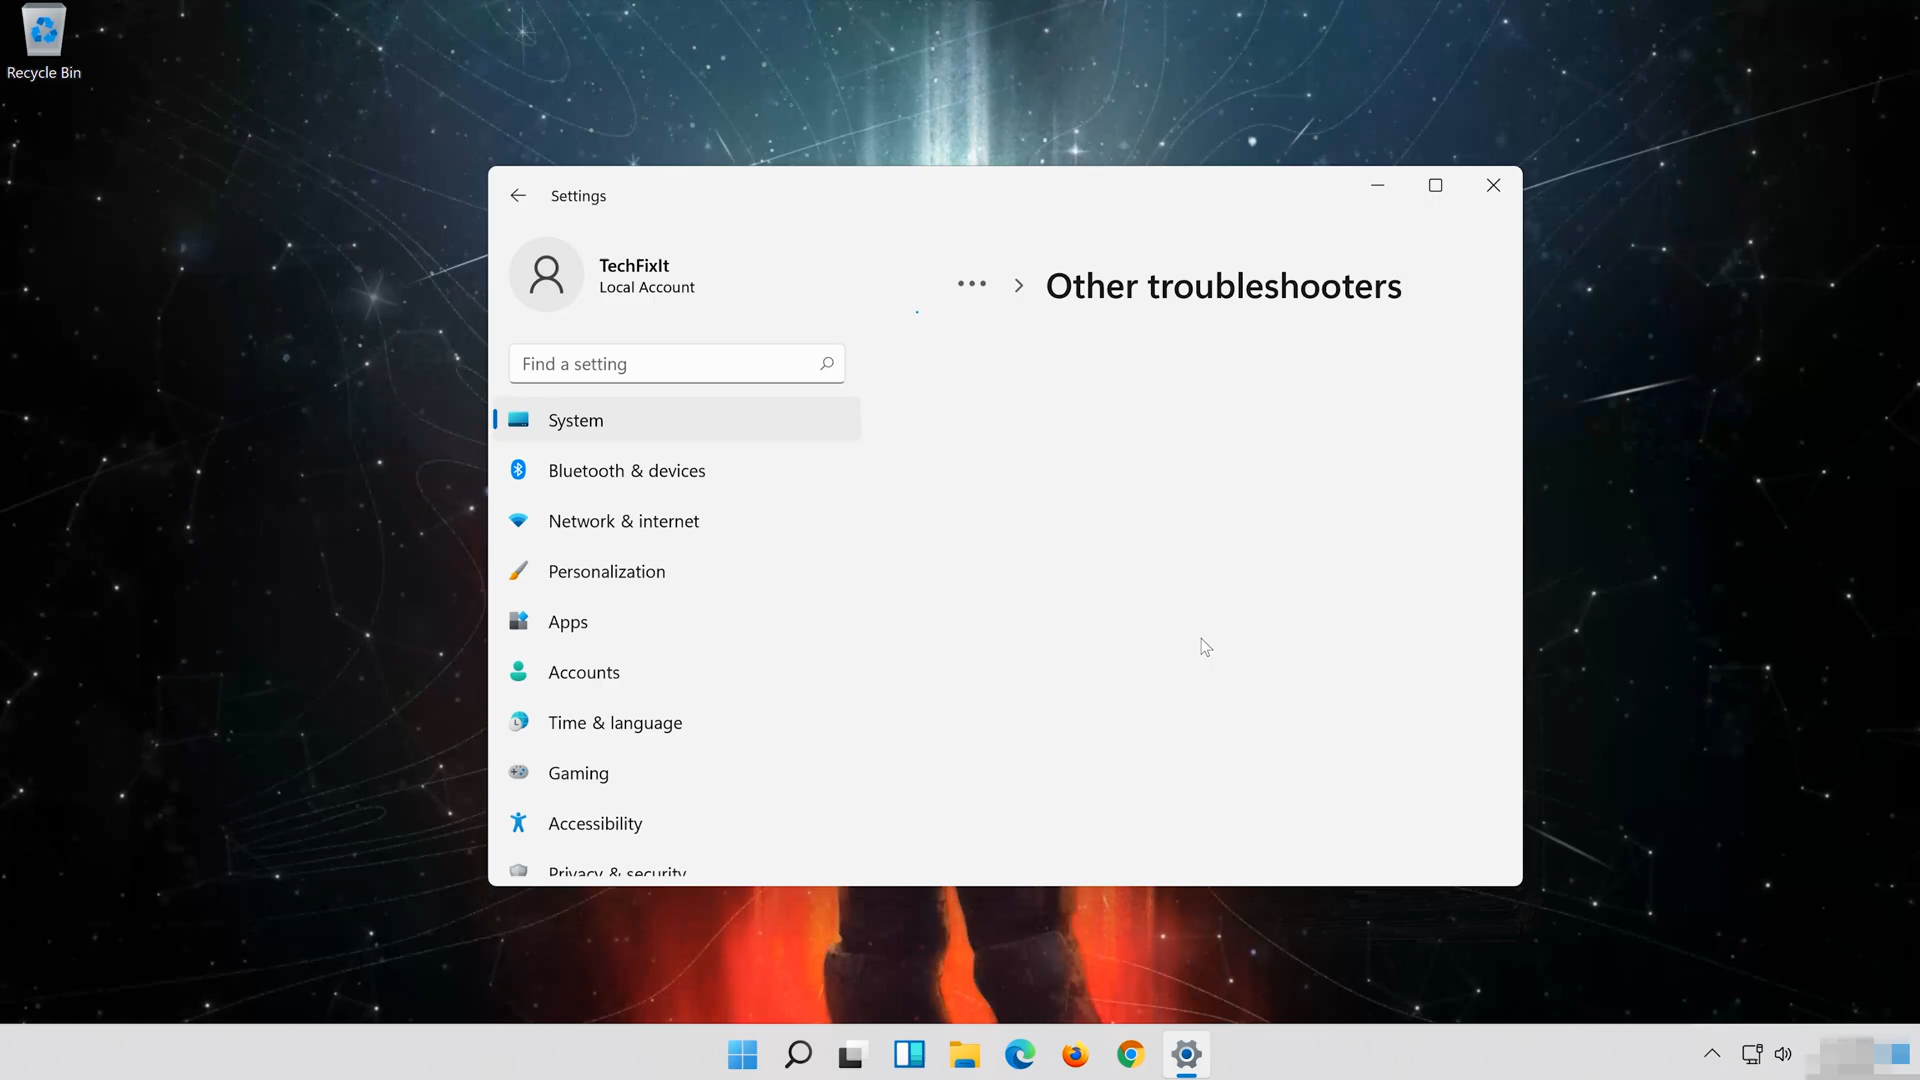 Recycle Bin
Settings
TechFixIt
Local Account
Other troubleshooters
Find a setting
System
Bluetooth & devices
Network & internet
Personalization
Apps
Accounts
Time & language
Gaming
Accessibility
Privacy & security